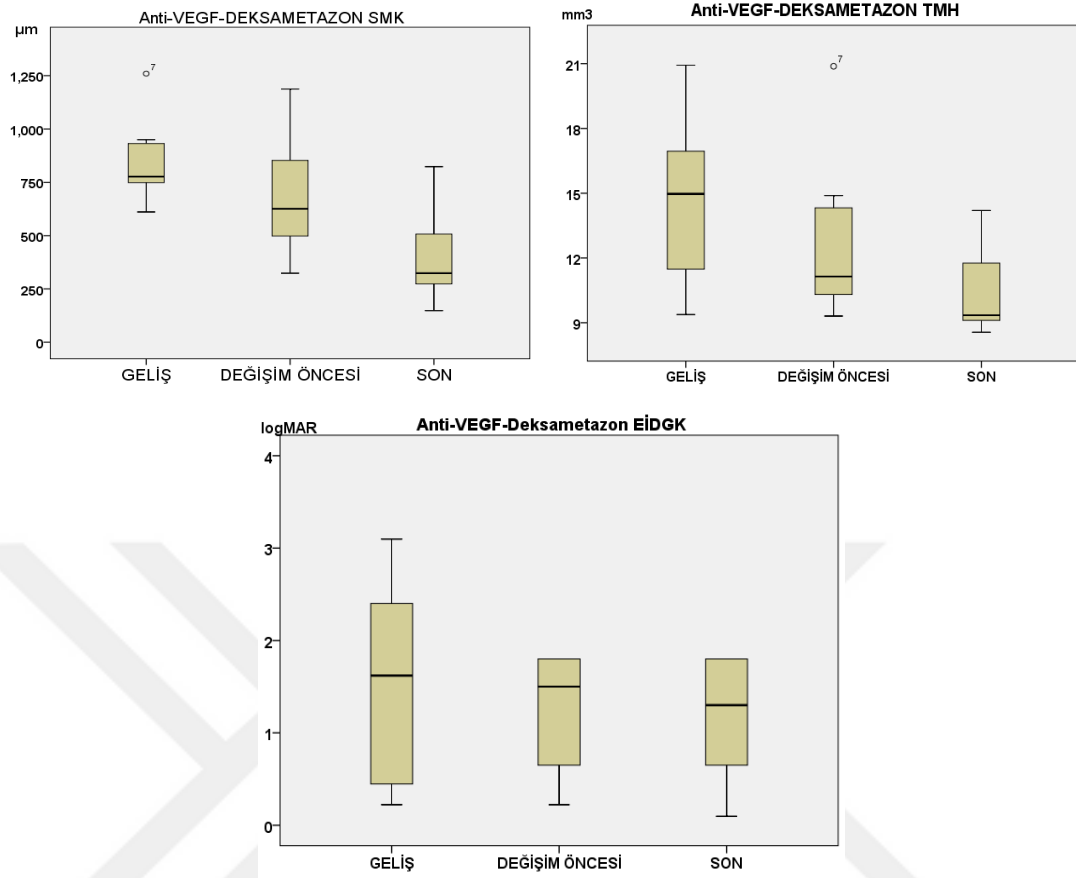 Anti-VEGF-DEKSAMETAZON SMK
µm
1,250
1,000
750
500
250
0
7
GELİŞ DEĞİŞİM ÖNCESİ SON
Anti-VEGF-DEKSAMETAZON TMH
mm3
21
18
15
12
9
7
GELİŞ DEĞİŞİM ÖNCESİ SON
Anti-VEGF-Deksametazon EİDGK
logMAR
4
3
2
1
0
GELİŞ DEĞİŞİM ÖNCESİ SON